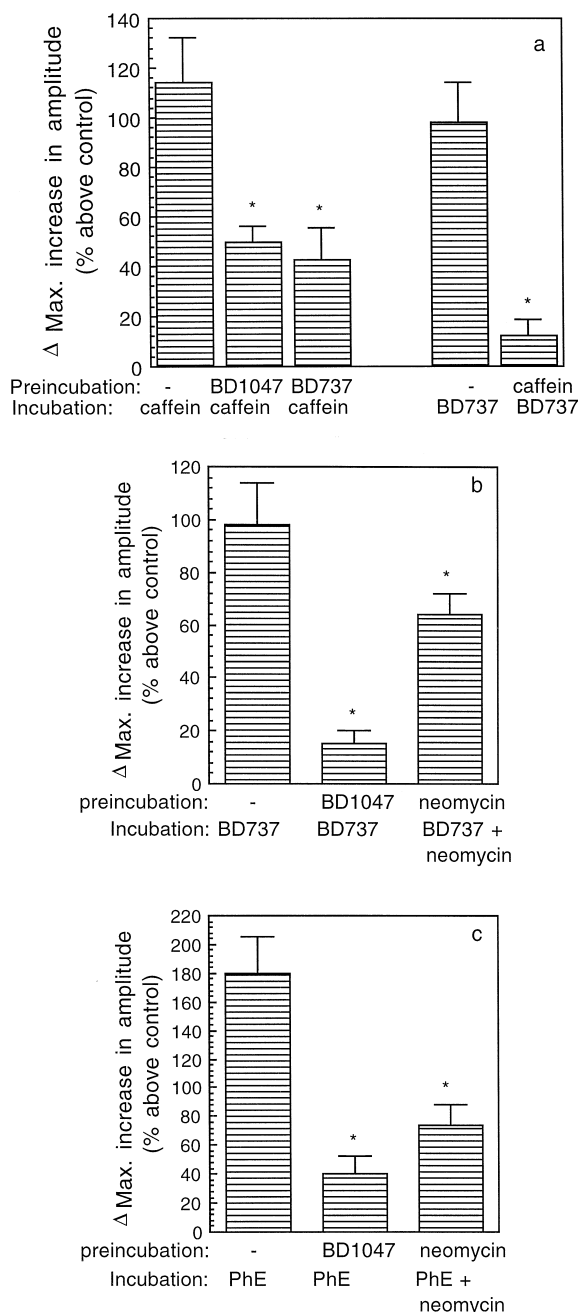 a
Δ Max. increase in amplitude
(% above control)
140
120
100
80
60
40
20
0
*
*
*
Preincubation: - BD1047 BD737 - caffein
Incubation: caffein caffein caffein BD737 BD737
b
Δ Max. increase in amplitude
(% above control)
120
100
80
60
40
20
0
*
*
preincubation: - BD1047 neomycin
Incubation: BD737 BD737 BD737 +
neomycin
c
Δ Max. increase in amplitude
(% above control)
220
200
180
160
140
120
100
80
60
40
20
0
*
*
preincubation: - BD1047 neomycin
Incubation: PhE PhE PhE +
neomycin